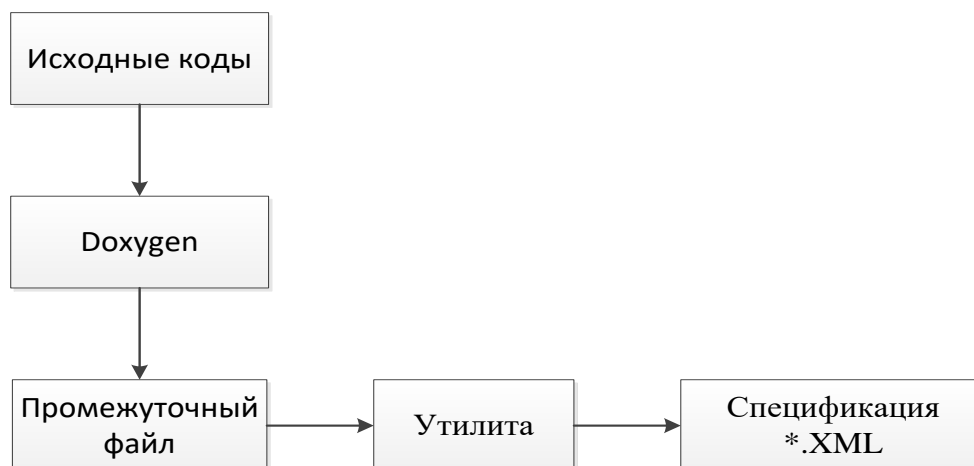 Исходные коды
Doxygen
Промежуточный
файл
Утилита
Спецификация
*.XML